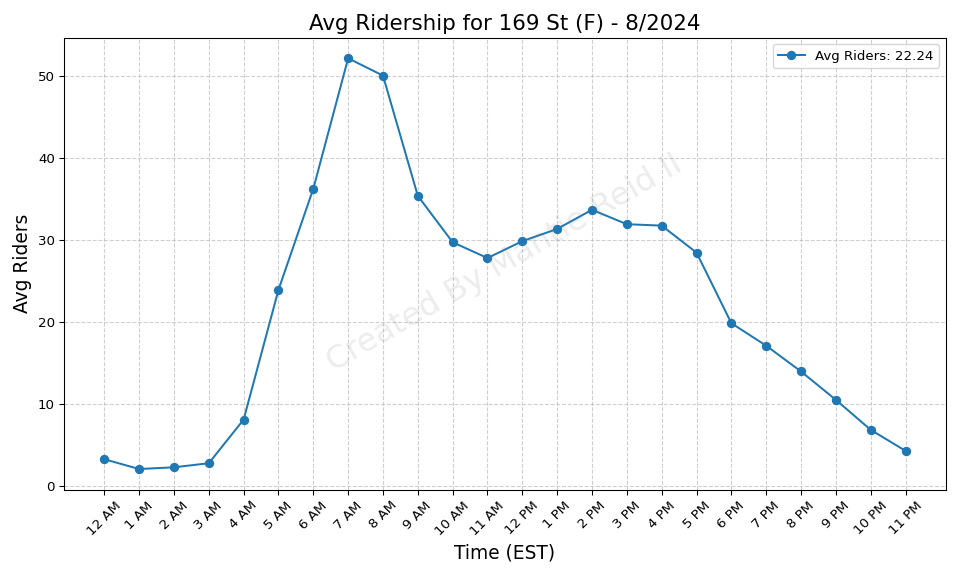 Avg Ridership for 169 St (F) - 8/2024
Avg Riders: 22.24
50
40
30
20
10
0
Avg Riders
Created By Mantie Reid II
12 AM
1 AM
2 AM
3 AM
4 AM
5 AM
6 AM
7 AM
8 AM
9 AM
10 AM
11 AM
12 PM
1 PM
2 PM
3 PM
4 PM
5 PM
6 PM
7 PM
8 PM
9 PM
10 PM
11 PM
Time (EST)